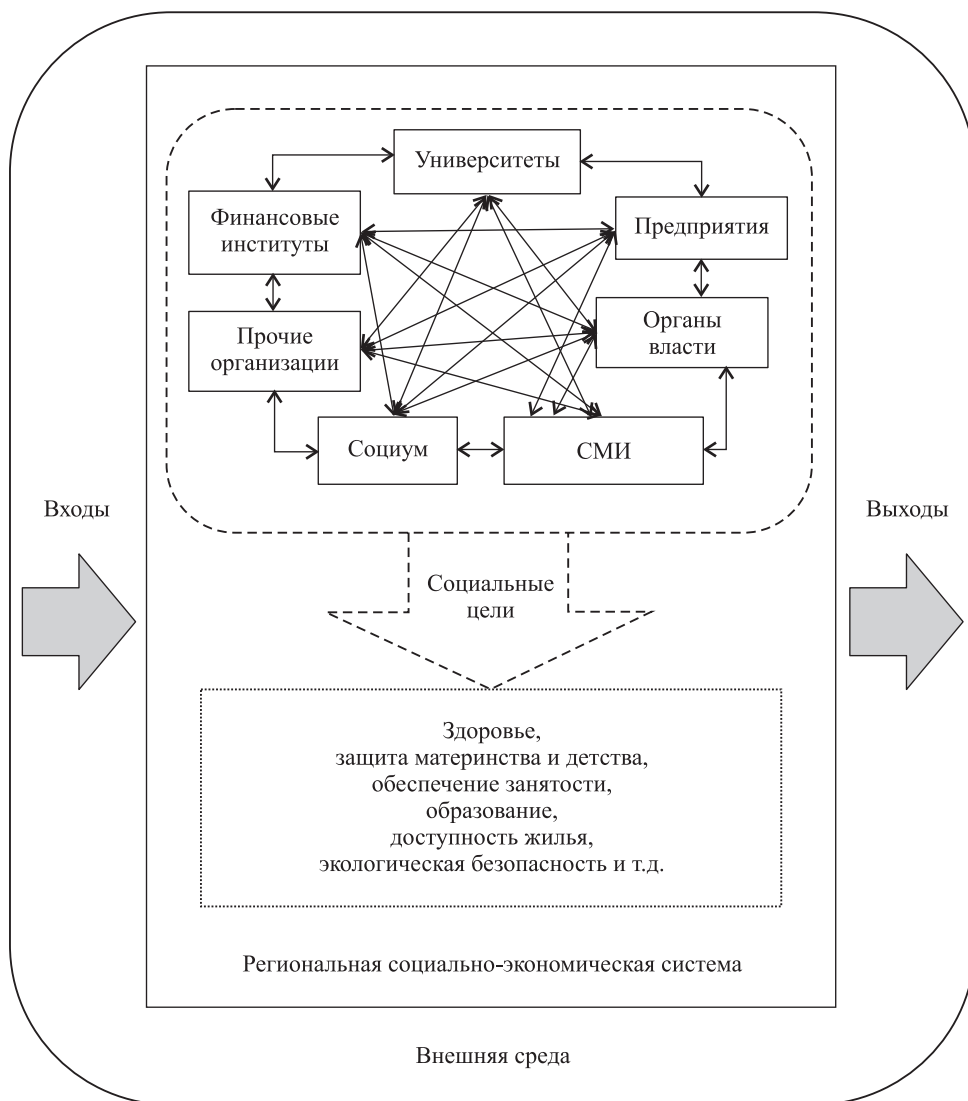 Университеты
Финансовые
институты
Предприятия
Прочие
организации
Органы
власти
Социум
СМИ
Входы
Выходы
Социальные
цели
Здоровье,
защита материнства и детства,
обеспечение занятости,
образование,
доступность жилья,
экологическая безопасность и т.д.
Региональная социально-экономическая система
Внешняя среда